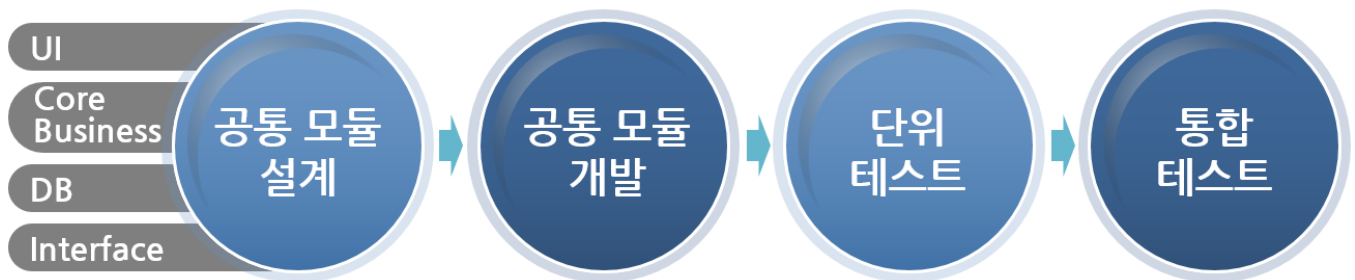 UI
Core
Business
DB
Interface
공통 모듈
설계
공통 모듈
개발
단위
테스트
통합
테스트